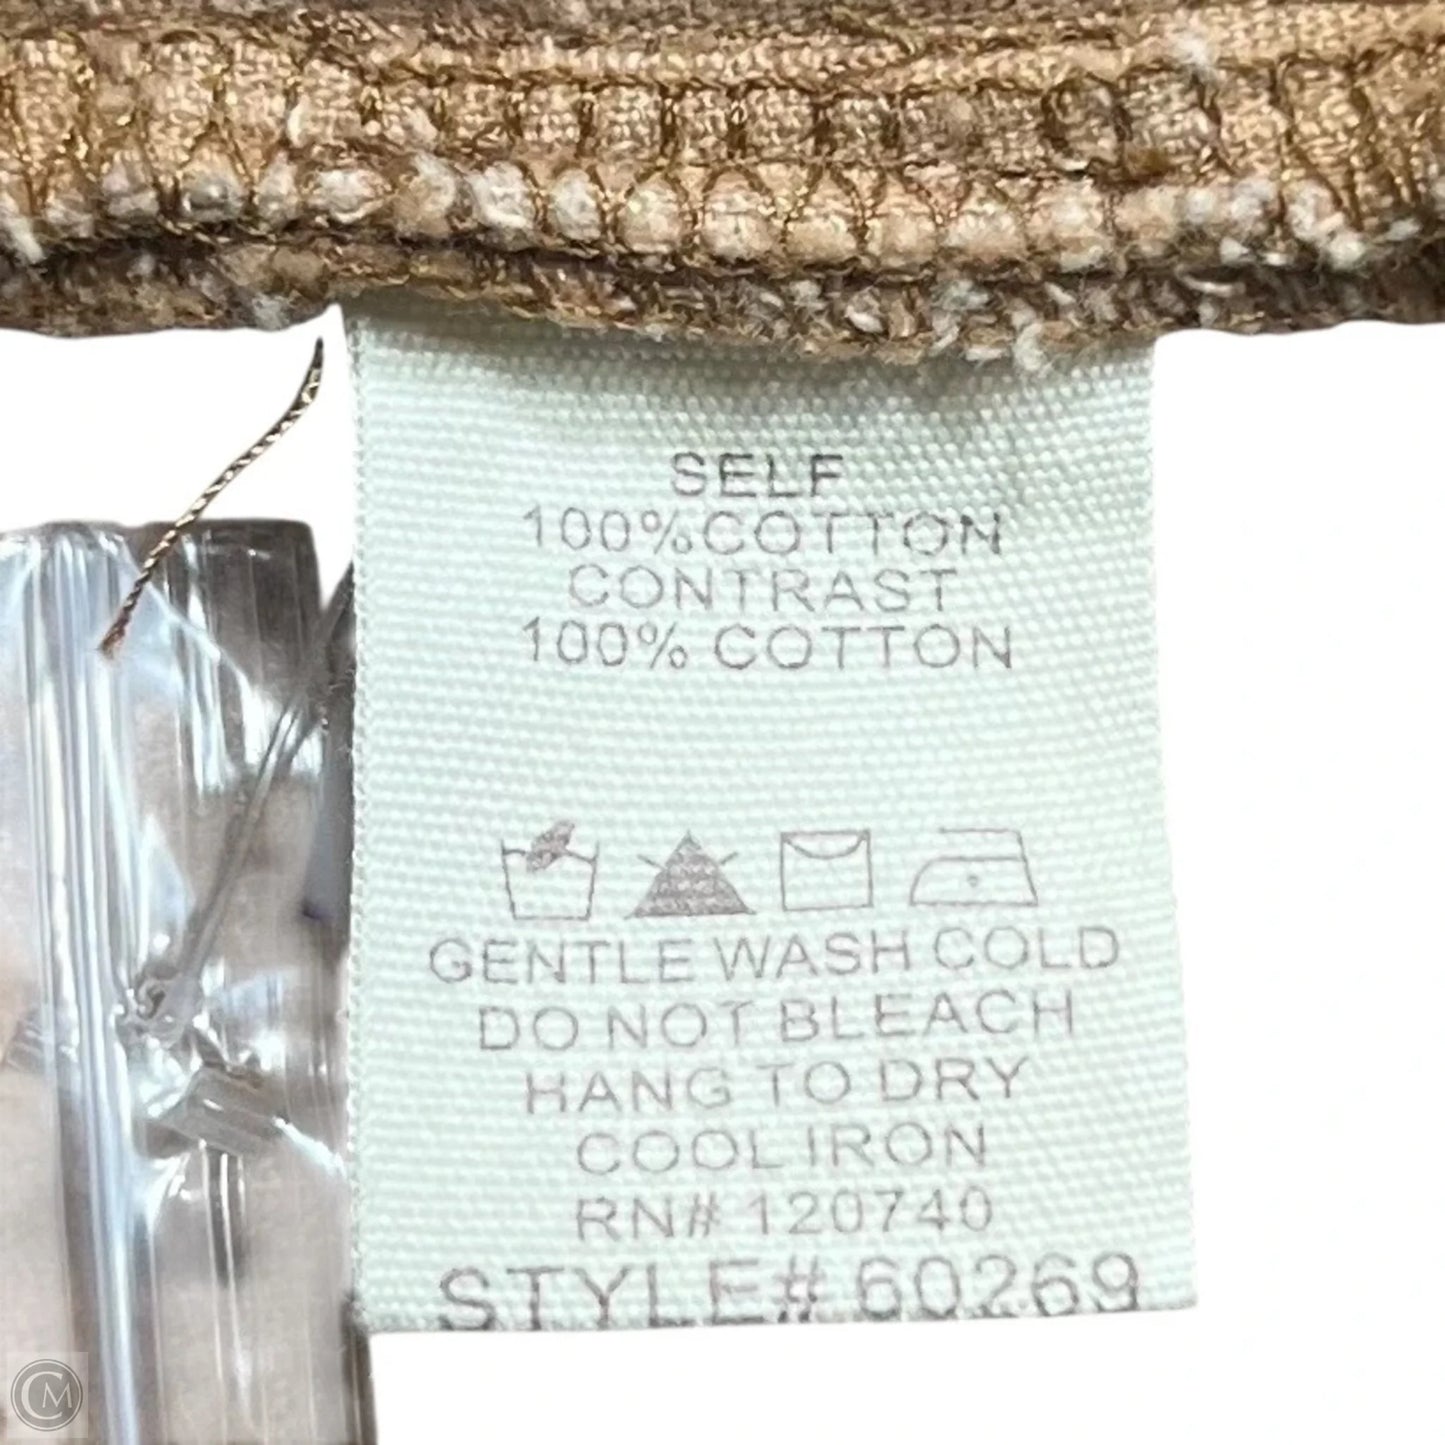 SELF
100%COTTON
CONTRAST
100% COTTON
GENTLE WASH COLD
DO NOT BLEACH
HANG TO DRY
COOL IRON
RN# 120740
STYLE# 60269
CM